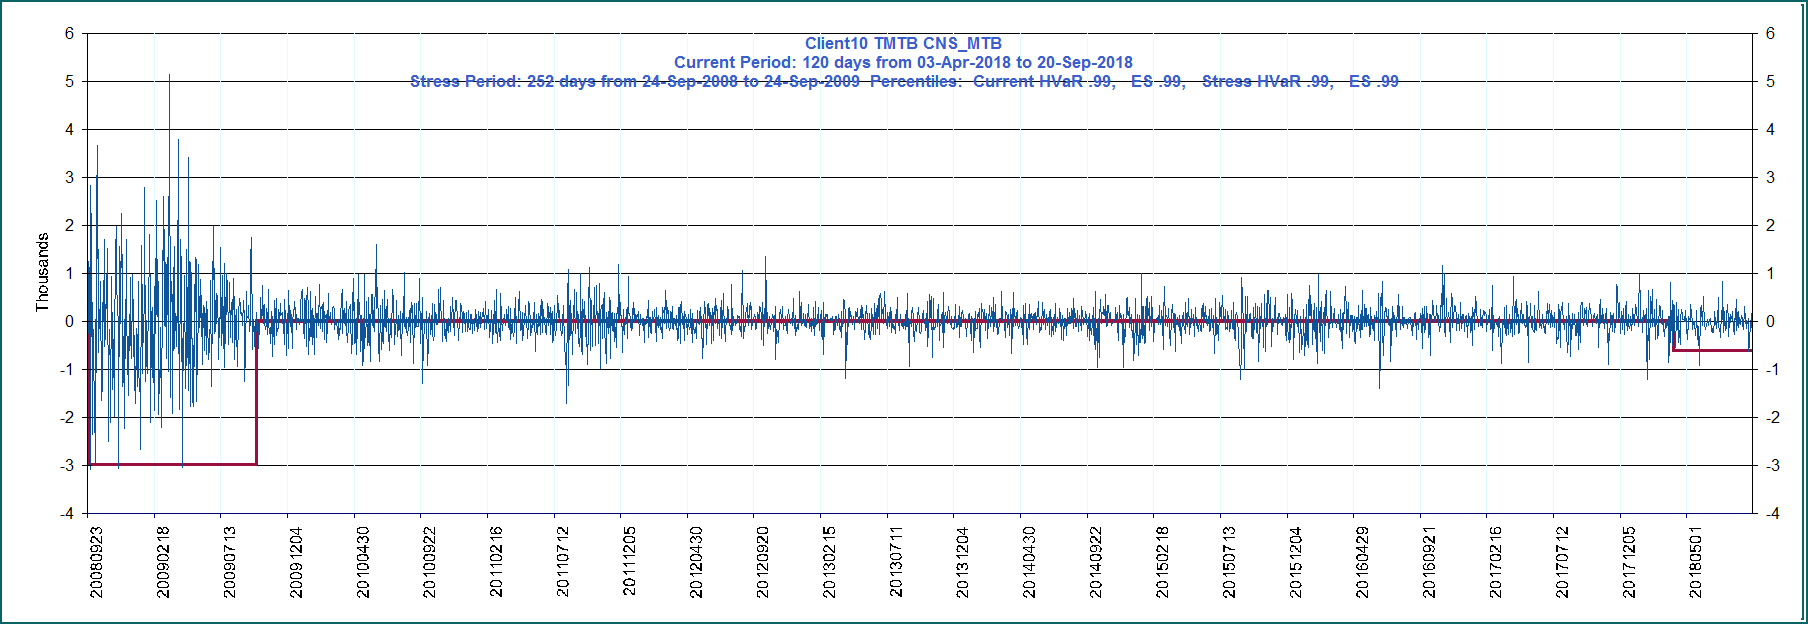 Client10 TMTB CNS_MTB
Current Period: 120 days from 03-Apr-2018 to 20-Sep-2018
Stress Period: 252 days from 24-Sep-2008 to 24-Sep-2009 Percentiles: Current HVaR .99, ES .99, Stress HVaR .99, ES .99
6 6
5 5
4 4
3 3
2 2
1 1
0 0
-1 -1
-2 -2
-3 -3
-4 -4
Thousands
20080923 20090218 20090713 20091204 20100430 20100922 20110216 20110712 20111205 20120430 20120920 20130215 20130711 20131204 20140430 20140922 20150218 20150713 20151204 20160429 20160921 20170216 20170712 20171205 20180501